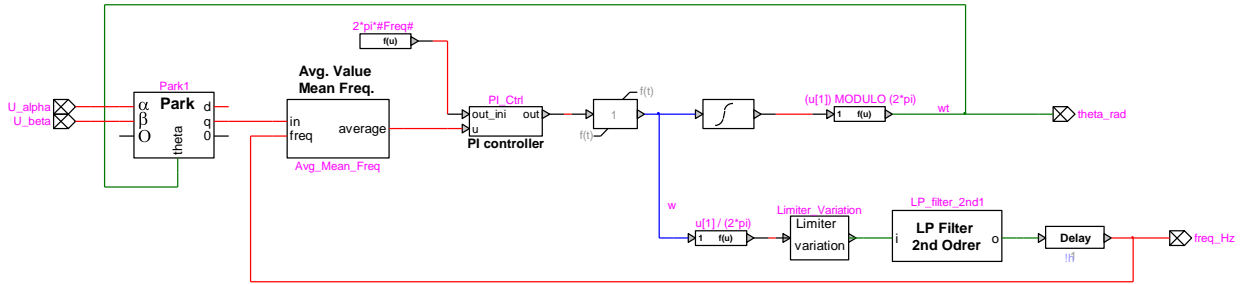 2*pi*#Freq#
f(u)
Avg. Value
Mean Freq.
Park1
Park
α
β
O
d
q
0
theta
U_alpha
U_beta
in
freq
average
Avg_Mean_Freq
PI_Ctrl
out_ini
out
u
PI controller
f(t)
1
f(t)
(u[1]) MODULO (2*pi)
1
f(u)
wt
theta_rad
w
u[1] / (2*pi)
1
f(u)
Limiter_Variation
Limiter
variation
LP_filter_2nd1
LP Filter
2nd Odrer
i
o
Delay
freq_Hz